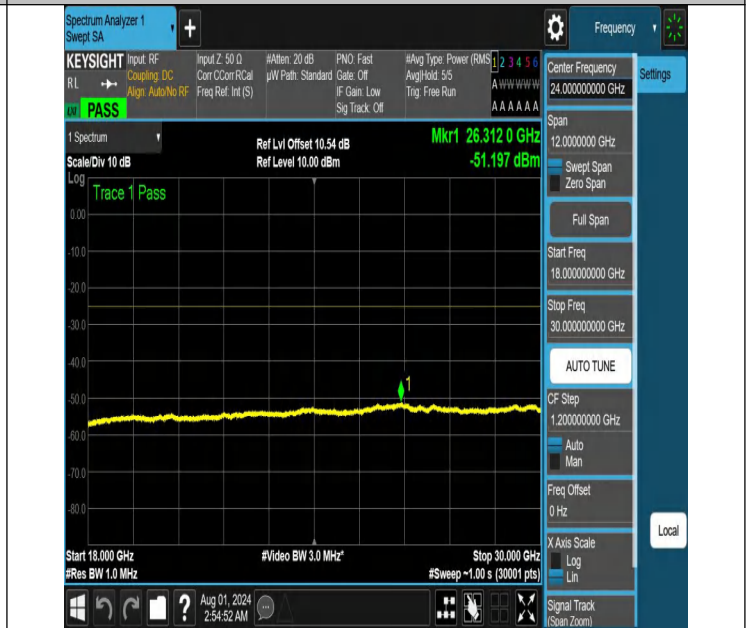 Spectrum Analyzer 1
Swept SA
+
Frequency
KEYSIGHT
RL
PASS
Input: RF
Coupling: DC
Align: Auto/No RF
Input Z: 50 Ω
Corr CCorr RCal
Freq Ref: Int (S)
#Atten: 20 dB
µW Path: Standard
PNO: Fast
Gate: Off
IF Gain: Low
Sig Track: Off
#Avg Type: Power (RMS
Avg|Hold: 5/5
Trig: Free Run
1 2 3 4 5 6
A W W W W W
A A A A A A
Center Frequency
24.000000000 GHz
Settings
Span
12.0000000 GHz
Swept Span
Zero Span
Full Span
Start Freq
18.000000000 GHz
Stop Freq
30.000000000 GHz
AUTO TUNE
CF Step
1.200000000 GHz
Auto
Man
Freq Offset
0 Hz
X Axis Scale
Log
Lin
Local
Signal Track
(Span Zoom)
1 Spectrum
Scale/Div 10 dB
Ref Lvl Offset 10.54 dB
Ref Level 10.00 dBm
Mkr1 26.312 0 GHz
-51.197 dBm
Log
Trace 1 Pass
0.00
-10.0
-20.0
-30.0
-40.0
-50.0
-60.0
-70.0
-80.0
1
Start 18.000 GHz
#Res BW 1.0 MHz
#Video BW 3.0 MHz*
Stop 30.000 GHz
#Sweep ~1.00 s (30001 pts)
?
Aug 01, 2024
2:54:52 AM